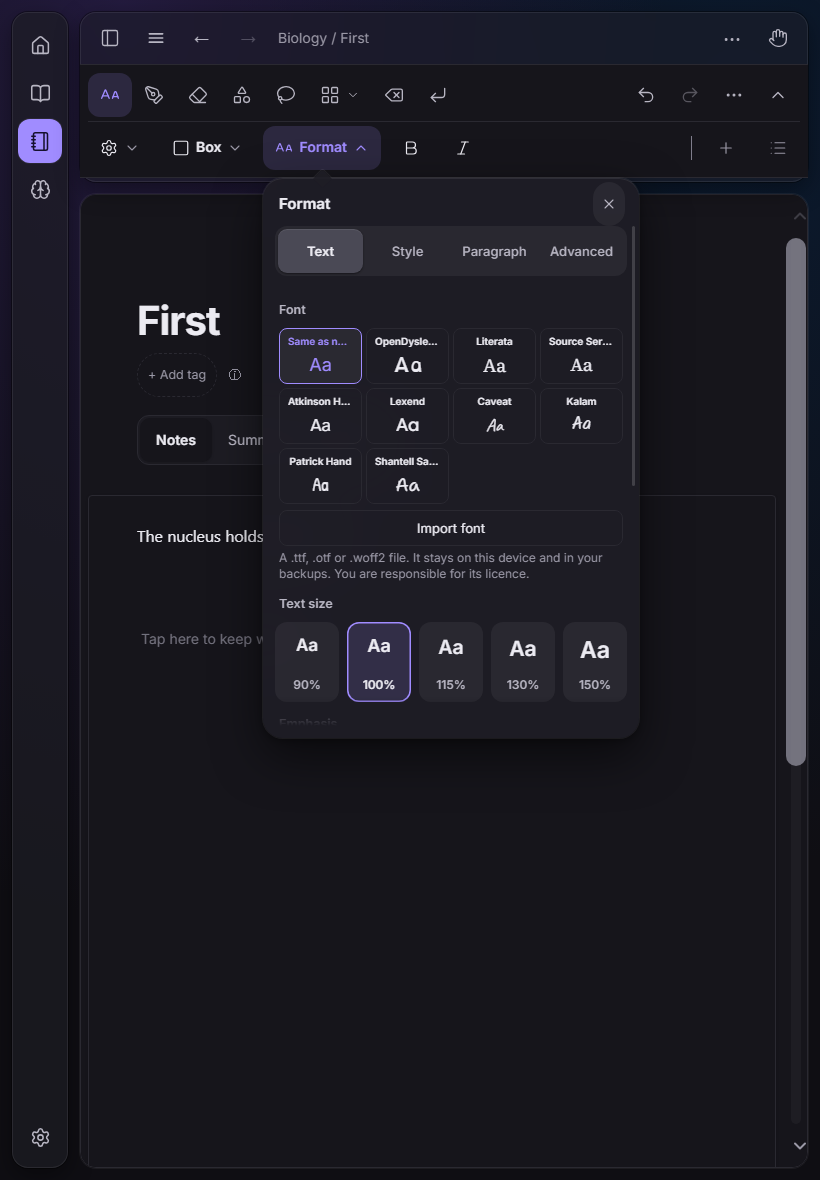 Biology / First
AA
Box
AA Format
B I
Format
Text Style Paragraph Advanced
Font
Same as n... OpenDysle... Literata Source Ser...
Aa Aa Aa Aa
Atkinson H... Lexend Caveat Kalam
Aa Aa Aa Aa
Patrick Hand Shantell Sa...
Aa Aa
Import font
A .ttf, .otf or .woff2 file. It stays on this device and in your
backups. You are responsible for its licence.
Text size
Aa Aa Aa Aa Aa
90% 100% 115% 130% 150%
Emphasis
First
+ Add tag
Notes Summ
The nucleus holds
Tap here to keep w